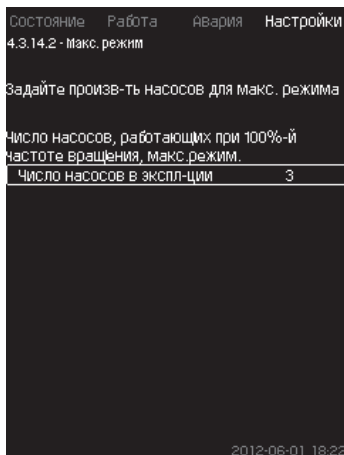 Состояние Работа Авария Настройки
4.3.14.2 - Макс. режим
Задайте произв-ть насосов для макс. режима
Число насосов, работающих при 100%-й
частоте вращения, макс.режим.
Число насосов в экспл-ции 3
2012-06-01 18:22